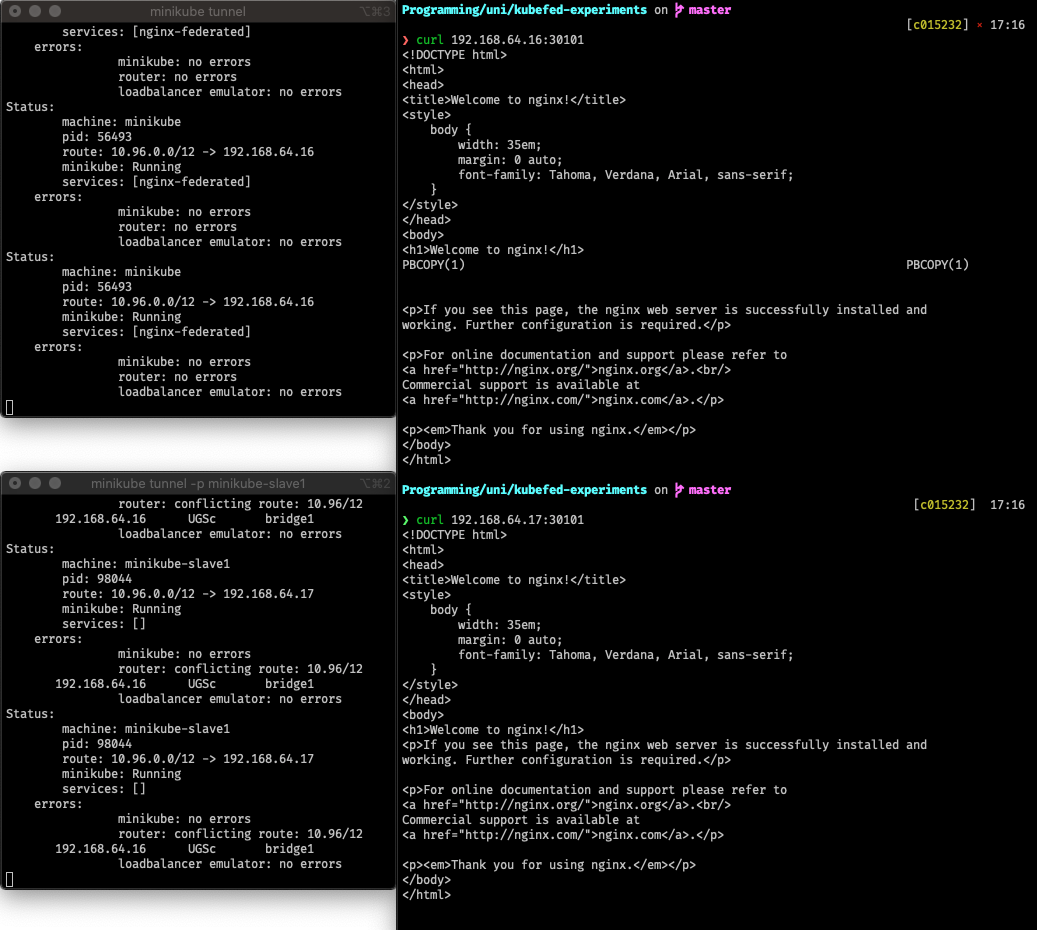 minikube tunnel ⌥⌘3
services: [nginx-federated]
errors:
minikube: no errors
router: no errors
loadbalancer emulator: no errors
Status:
machine: minikube
pid: 56493
route: 10.96.0.0/12 -> 192.168.64.16
minikube: Running
services: [nginx-federated]
errors:
minikube: no errors
router: no errors
loadbalancer emulator: no errors
Status:
machine: minikube
pid: 56493
route: 10.96.0.0/12 -> 192.168.64.16
minikube: Running
services: [nginx-federated]
errors:
minikube: no errors
router: no errors
loadbalancer emulator: no errors
minikube tunnel -p minikube-slave1 ⌥⌘2
router: conflicting route: 10.96/12
192.168.64.16 UGSc bridge1
loadbalancer emulator: no errors
Status:
machine: minikube-slave1
pid: 98044
route: 10.96.0.0/12 -> 192.168.64.17
minikube: Running
services: []
errors:
minikube: no errors
router: conflicting route: 10.96/12
192.168.64.16 UGSc bridge1
loadbalancer emulator: no errors
Status:
machine: minikube-slave1
pid: 98044
route: 10.96.0.0/12 -> 192.168.64.17
minikube: Running
services: []
errors:
minikube: no errors
router: conflicting route: 10.96/12
192.168.64.16 UGSc bridge1
loadbalancer emulator: no errors
Programming/uni/kubefed-experiments on master
[c015232] × 17:16
❯ curl 192.168.64.16:30101
<!DOCTYPE html>
<html>
<head>
<title>Welcome to nginx!</title>
<style>
body {
width: 35em;
margin: 0 auto;
font-family: Tahoma, Verdana, Arial, sans-serif;
}
</style>
</head>
<body>
<h1>Welcome to nginx!</h1>
PBCOPY(1) PBCOPY(1)
<p>If you see this page, the nginx web server is successfully installed and
working. Further configuration is required.</p>
<p>For online documentation and support please refer to
<a href="http://nginx.org/">nginx.org</a>.<br/>
Commercial support is available at
<a href="http://nginx.com/">nginx.com</a>.</p>
<p><em>Thank you for using nginx.</em></p>
</body>
</html>
Programming/uni/kubefed-experiments on master
[c015232] 17:16
❯ curl 192.168.64.17:30101
<!DOCTYPE html>
<html>
<head>
<title>Welcome to nginx!</title>
<style>
body {
width: 35em;
margin: 0 auto;
font-family: Tahoma, Verdana, Arial, sans-serif;
}
</style>
</head>
<body>
<h1>Welcome to nginx!</h1>
<p>If you see this page, the nginx web server is successfully installed and
working. Further configuration is required.</p>
<p>For online documentation and support please refer to
<a href="http://nginx.org/">nginx.org</a>.<br/>
Commercial support is available at
<a href="http://nginx.com/">nginx.com</a>.</p>
<p><em>Thank you for using nginx.</em></p>
</body>
</html>